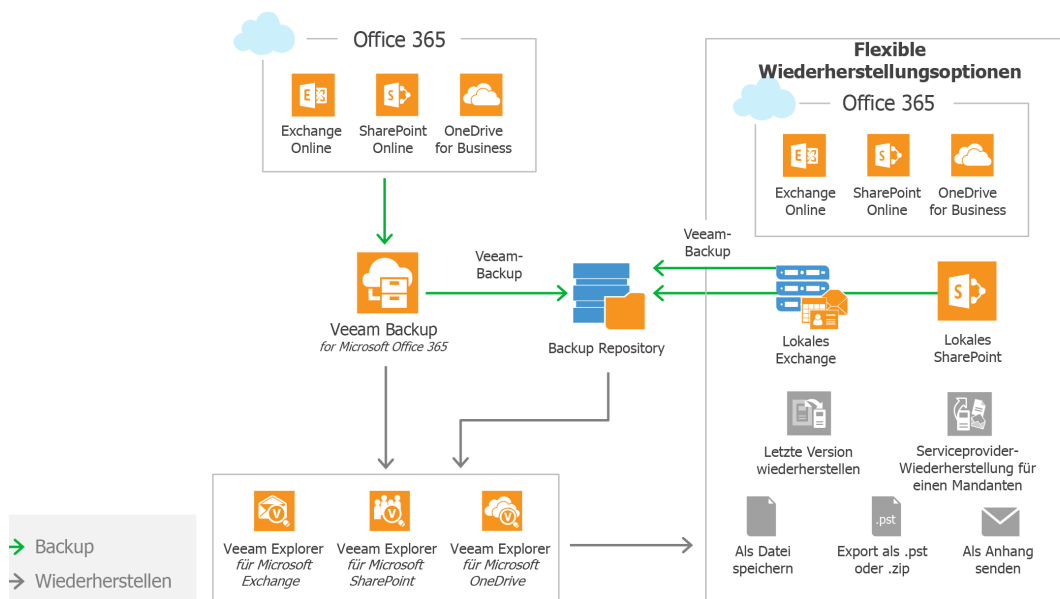 Office 365
Exchange
Online
SharePoint
Online
OneDrive
for Business
Veeam Backup
for Microsoft Office 365
Veeam-
Backup
Backup Repository
Veeam-
Backup
Flexible
Wiederherstellungsoptionen
Office 365
Exchange
Online
SharePoint
Online
OneDrive
for Business
Lokales
Exchange
Lokales
SharePoint
Letzte Version
wiederherstellen
Serviceprovider-
Wiederherstellung für
einen Mandanten
Als Datei
speichern
.pst
Export als .pst
oder .zip
Als Anhang
senden
Veeam Explorer
für Microsoft
Exchange
Veeam Explorer
für Microsoft
SharePoint
Veeam Explorer
für Microsoft
OneDrive
Backup
Wiederherstellen